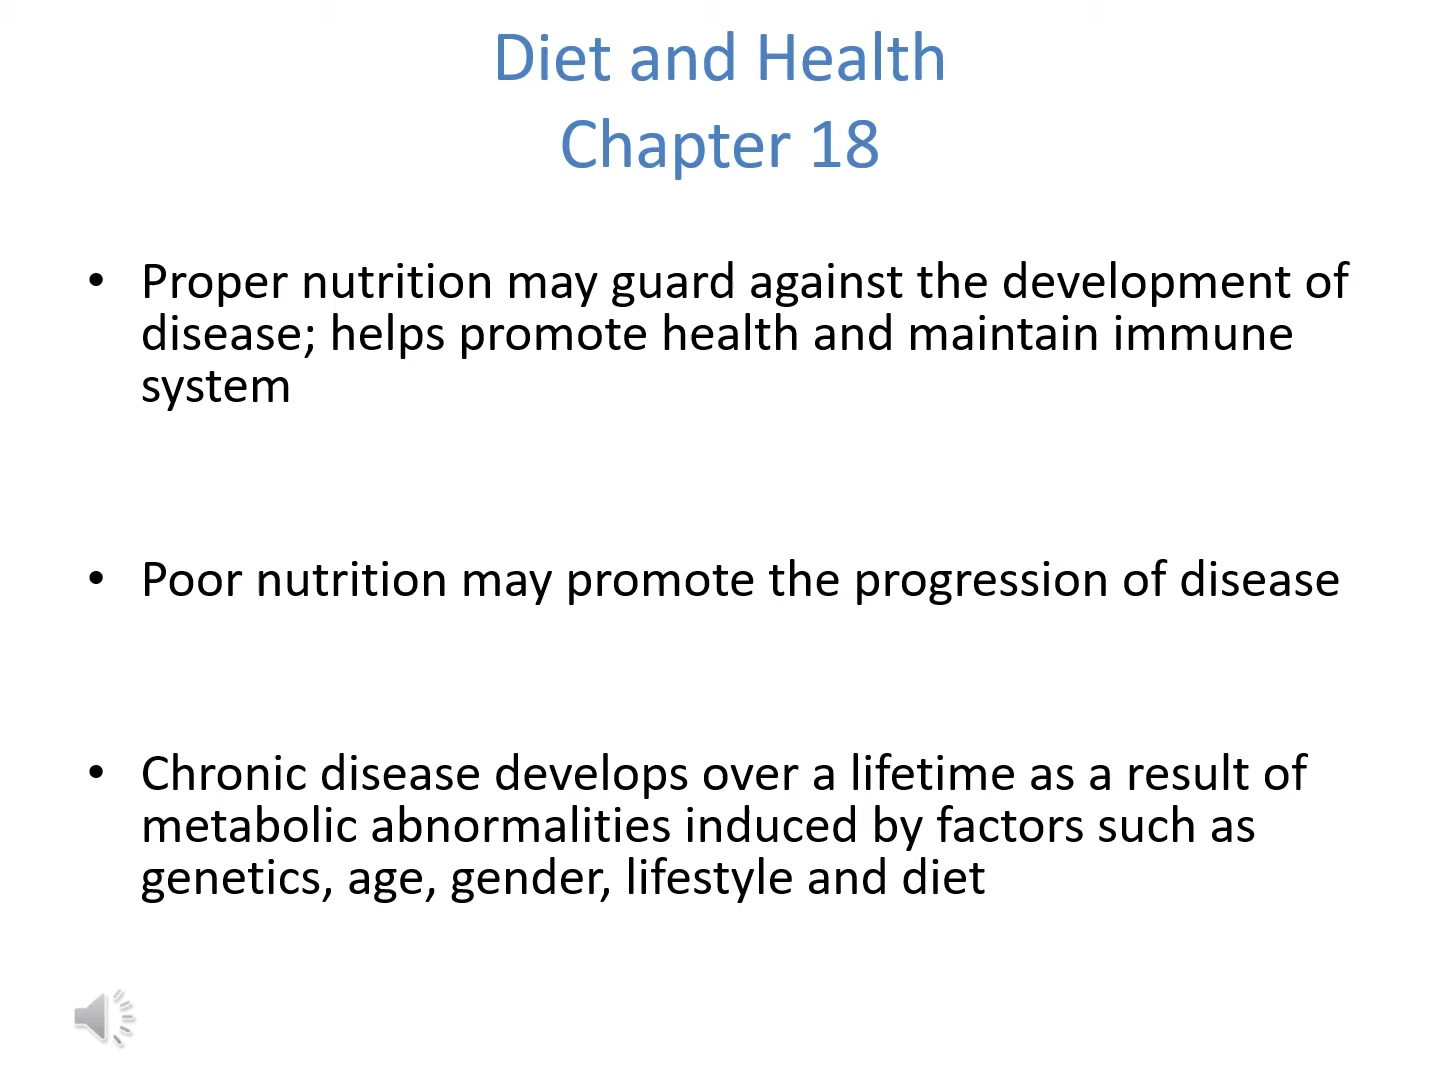 Diet and Health
Chapter 18
• Proper nutrition may guard against the development of
disease; helps promote health and maintain immune
system
• Poor nutrition may promote the progression of disease
• Chronic disease develops over a lifetime as a result of
metabolic abnormalities induced by factors such as
genetics, age, gender, lifestyle and diet